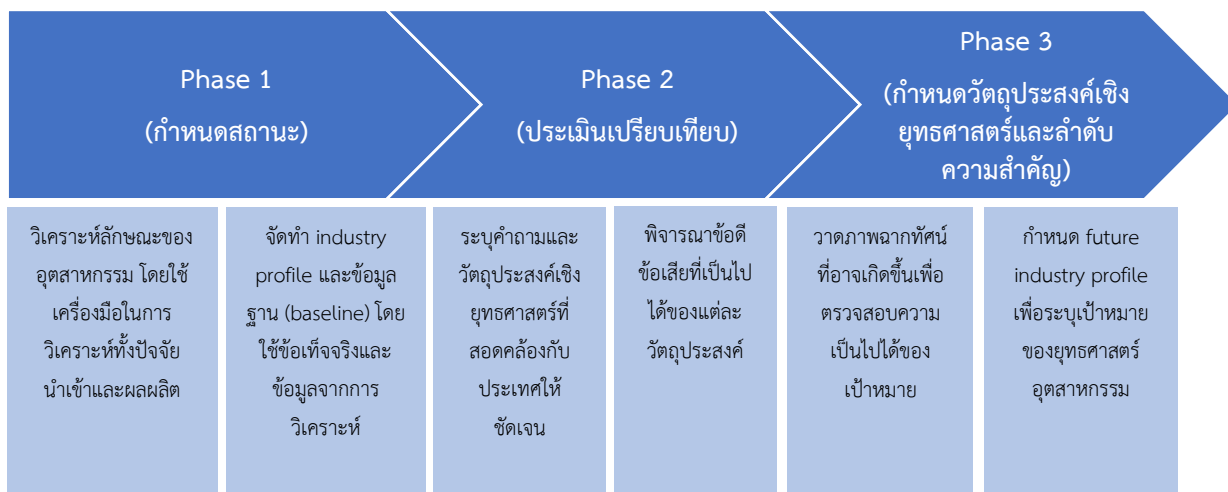 Phase 1
(กำหนดสถานะ)
Phase 2
(ประเมินเปรียบเทียบ)
Phase 3
(กำหนดวัตถุประสงค์เชิง
ยุทธศาสตร์และลำดับ
ความสำคัญ)
วิเคราะห์ลักษณะของ
อุตสาหกรรม โดยใช้
เครื่องมือในการ
วิเคราะห์ทั้งปัจจัย
นำเข้าและผลผลิต
จัดทำ industry
profile และข้อมูล
ฐาน (baseline) โดย
ใช้ข้อเท็จจริงและ
ข้อมูลจากการ
วิเคราะห์
ระบุคำถามและ
วัตถุประสงค์เชิง
ยุทธศาสตร์ที่
สอดคล้องกับ
ประเทศให้
ชัดเจน
พิจารณาข้อดี
ข้อเสียที่เป็นไป
ได้ของแต่ละ
วัตถุประสงค์
วาดภาพฉากทัศน์
ที่อาจเกิดขึ้นเพื่อ
ตรวจสอบความ
เป็นไปได้ของ
เป้าหมาย
กำหนด future
industry profile
เพื่อระบุเป้าหมาย
ของยุทธศาสตร์
อุตสาหกรรม